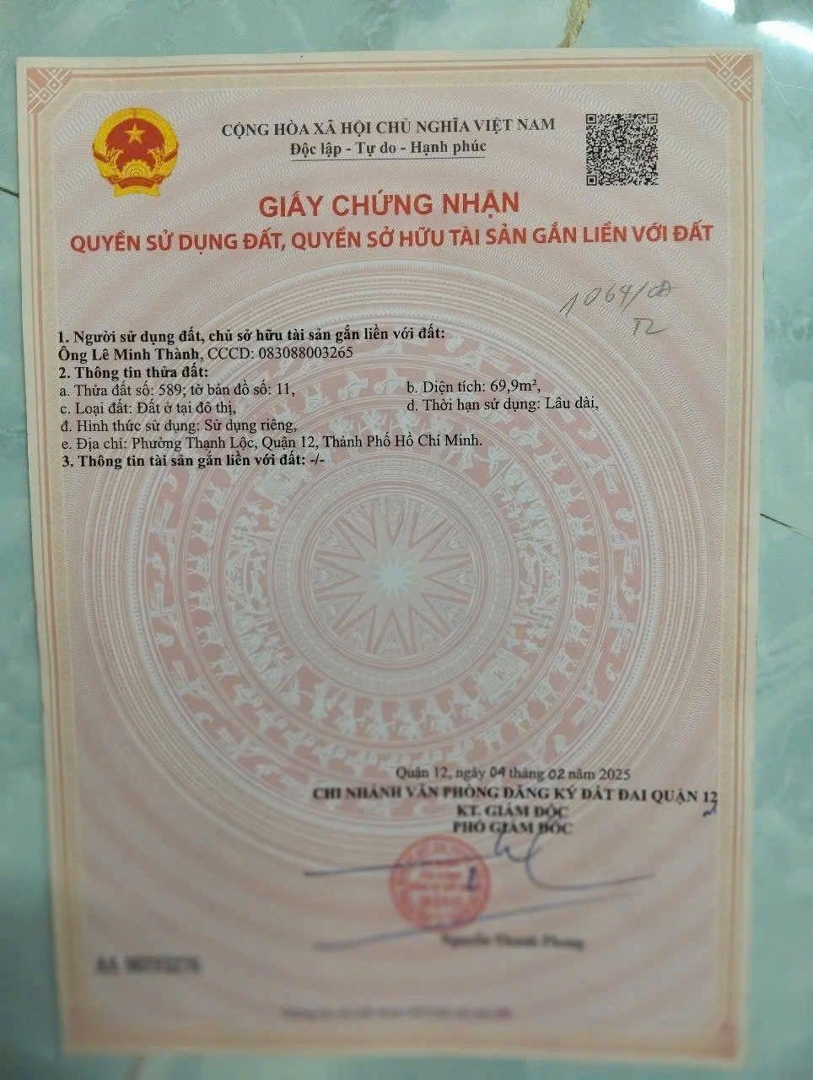 CỘNG HÒA XÃ HỘI CHỦ NGHĨA VIỆT NAM
Độc lập - Tự do - Hạnh phúc
GIẤY CHỨNG NHẬN
QUYỀN SỬ DỤNG ĐẤT, QUYỀN SỞ HỮU TÀI SẢN GẮN LIỀN VỚI ĐẤT
1064/
TL
1. Người sử dụng đất, chủ sở hữu tài sản gắn liền với đất:
Ông Lê Minh Thành, CCCD: 083088003265
2. Thông tin thửa đất:
a. Thửa đất số: 589; tờ bản đồ số: 11, b. Diện tích: 69,9m²,
c. Loại đất: Đất ở tại đô thị, d. Thời hạn sử dụng: Lâu dài,
đ. Hình thức sử dụng: Sử dụng riêng,
e. Địa chỉ: Phường Thạnh Lộc, Quận 12, Thành Phố Hồ Chí Minh.
3. Thông tin tài sản gắn liền với đất: -/-
Quận 12, ngày 04 tháng 02 năm 2025
CHI NHÁNH VĂN PHÒNG ĐĂNG KÝ ĐẤT ĐAI QUẬN 12
KT. GIÁM ĐỐC
PHÓ GIÁM ĐỐC
Nguyễn Thanh Phong